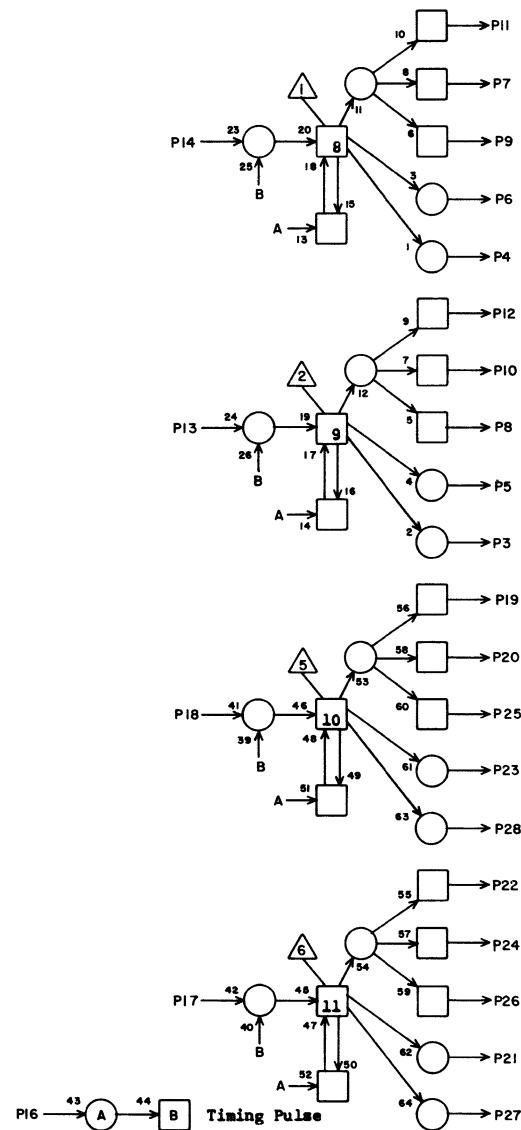 10 P11
1 8 P7
11
6 P9
P14 23 20 8
25 18 3
B 15 P6
A 13
1 P4
9 P12
2 7 P10
12
5 P8
P13 24 19 9
26 17 4
B 16 P5
A 14
2 P3
56 P19
5 58 P20
53
60 P25
P18 41 46 10
39 48 61
B 49 P23
A 51
63 P28
55 P22
6 57 P24
54
59 P26
P17 42 11
40 47 62
B 50 P21
A 52
64 P27
P16 43 A 44 B Timing Pulse